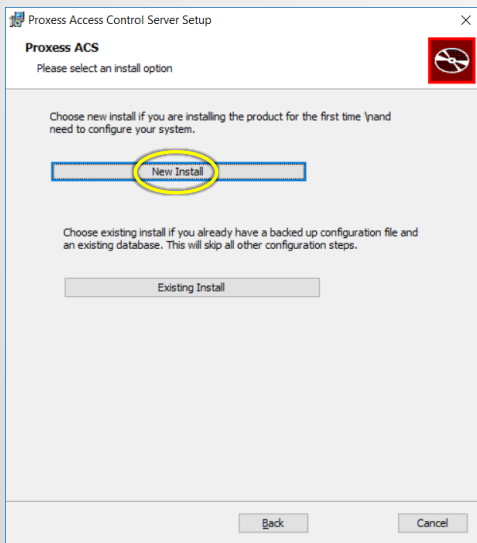 Proxess Access Control Server Setup
Proxess ACS
Please select an install option
Choose new install if you are installing the product for the first time \nand
need to configure your system.
New Install
Choose existing install if you already have a backed up configuration file and
an existing database. This will skip all other configuration steps.
Existing Install
Back
Cancel